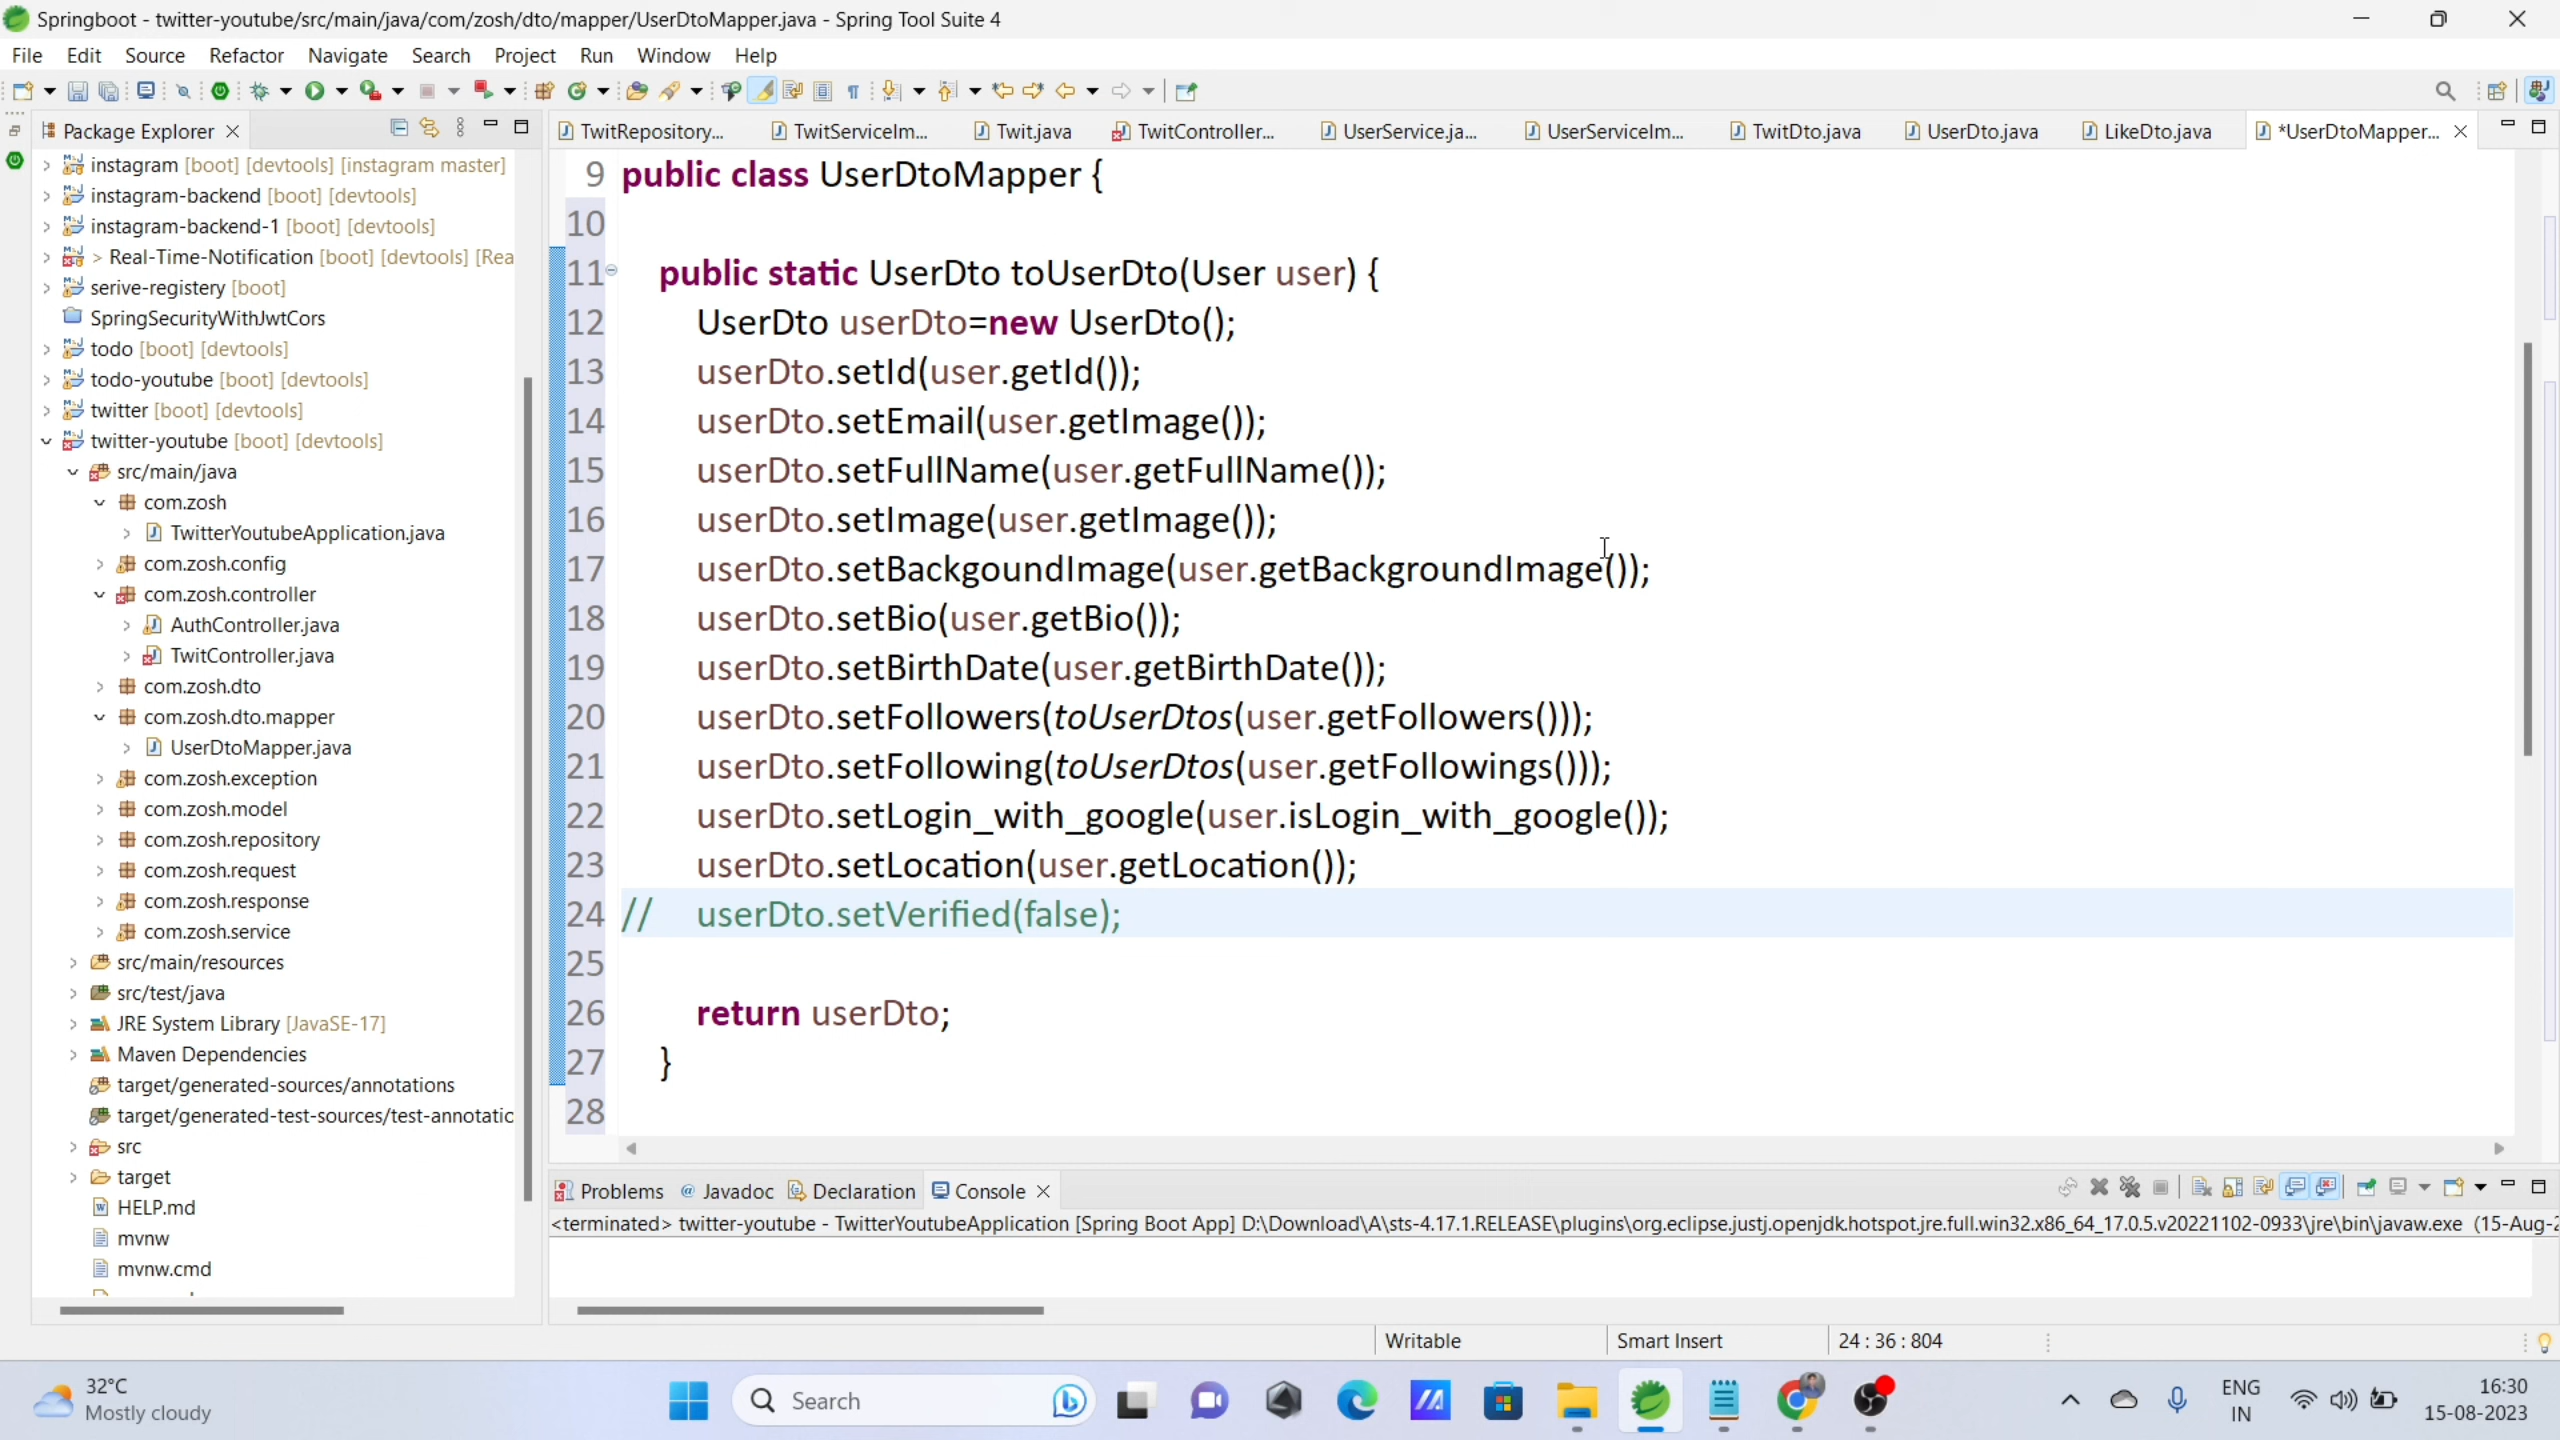 Springboot - twitter-youtube/src/main/java/com/zosh/dto/mapper/UserDtoMapper.java - Spring Tool Suite 4
File Edit Source Refactor Navigate Search Project Run Window Help
Package Explorer
TwitRepository... TwitServiceIm... Twit.java TwitController... UserService.ja... UserServiceIm... TwitDto.java UserDto.java LikeDto.java *UserDtoMapper...
instagram [boot] [devtools] [instagram master]
instagram-backend [boot] [devtools]
instagram-backend-1 [boot] [devtools]
> Real-Time-Notification [boot] [devtools] [Rea
serive-registery [boot]
SpringSecurityWithJwtCors
todo [boot] [devtools]
todo-youtube [boot] [devtools]
twitter [boot] [devtools]
twitter-youtube [boot] [devtools]
src/main/java
com.zosh
TwitterYoutubeApplication.java
com.zosh.config
com.zosh.controller
AuthController.java
TwitController.java
com.zosh.dto
com.zosh.dto.mapper
UserDtoMapper.java
com.zosh.exception
com.zosh.model
com.zosh.repository
com.zosh.request
com.zosh.response
com.zosh.service
src/main/resources
src/test/java
JRE System Library [JavaSE-17]
Maven Dependencies
target/generated-sources/annotations
target/generated-test-sources/test-annotatic
src
target
HELP.md
mvnw
mvnw.cmd
9 public class UserDtoMapper {
10
11 public static UserDto toUserDto(User user) {
12 UserDto userDto=new UserDto();
13 userDto.setId(user.getId());
14 userDto.setEmail(user.getImage());
15 userDto.setFullName(user.getFullName());
16 userDto.setImage(user.getImage());
17 userDto.setBackgoundImage(user.getBackgroundImage());
18 userDto.setBio(user.getBio());
19 userDto.setBirthDate(user.getBirthDate());
20 userDto.setFollowers(toUserDtos(user.getFollowers()));
21 userDto.setFollowing(toUserDtos(user.getFollowings()));
22 userDto.setLogin_with_google(user.isLogin_with_google());
23 userDto.setLocation(user.getLocation());
24 // userDto.setVerified(false);
25
26 return userDto;
27 }
28
Problems @ Javadoc Declaration Console
<terminated> twitter-youtube - TwitterYoutubeApplication [Spring Boot App] D:\Download\A\sts-4.17.1.RELEASE\plugins\org.eclipse.justj.openjdk.hotspot.jre.full.win32.x86_64_17.0.5.v20221102-0933\jre\bin\javaw.exe (15-Aug-2
Writable Smart Insert 24 : 36 : 804
32°C
Mostly cloudy
Search
ENG
IN
16:30
15-08-2023